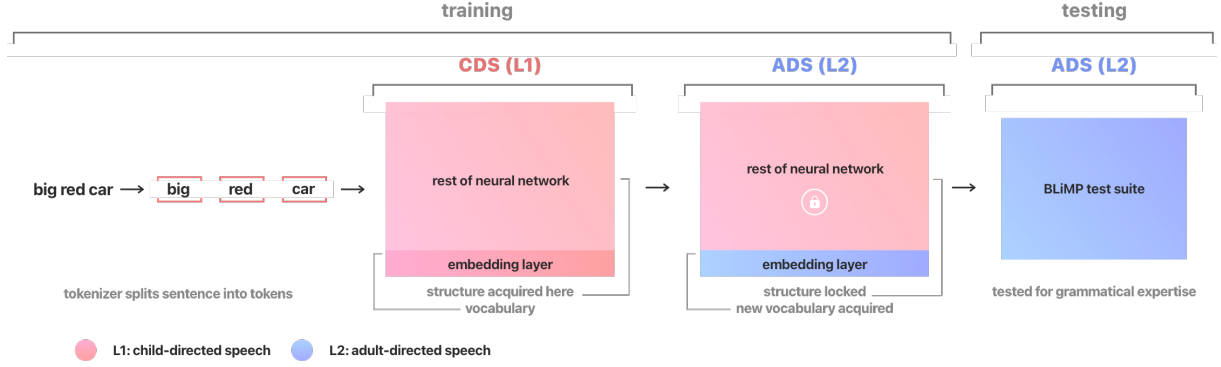 training
testing
CDS (L1)
ADS (L2)
ADS (L2)
rest of neural network
rest of neural network
big red car
big
red
car
BLiMP test suite
embedding layer
embedding layer
tokenizer splits sentence into tokens
structure acquired here
vocabulary
structure locked
new vocabulary acquired
tested for grammatical expertise
L1: child-directed speech
L2: adult-directed speech